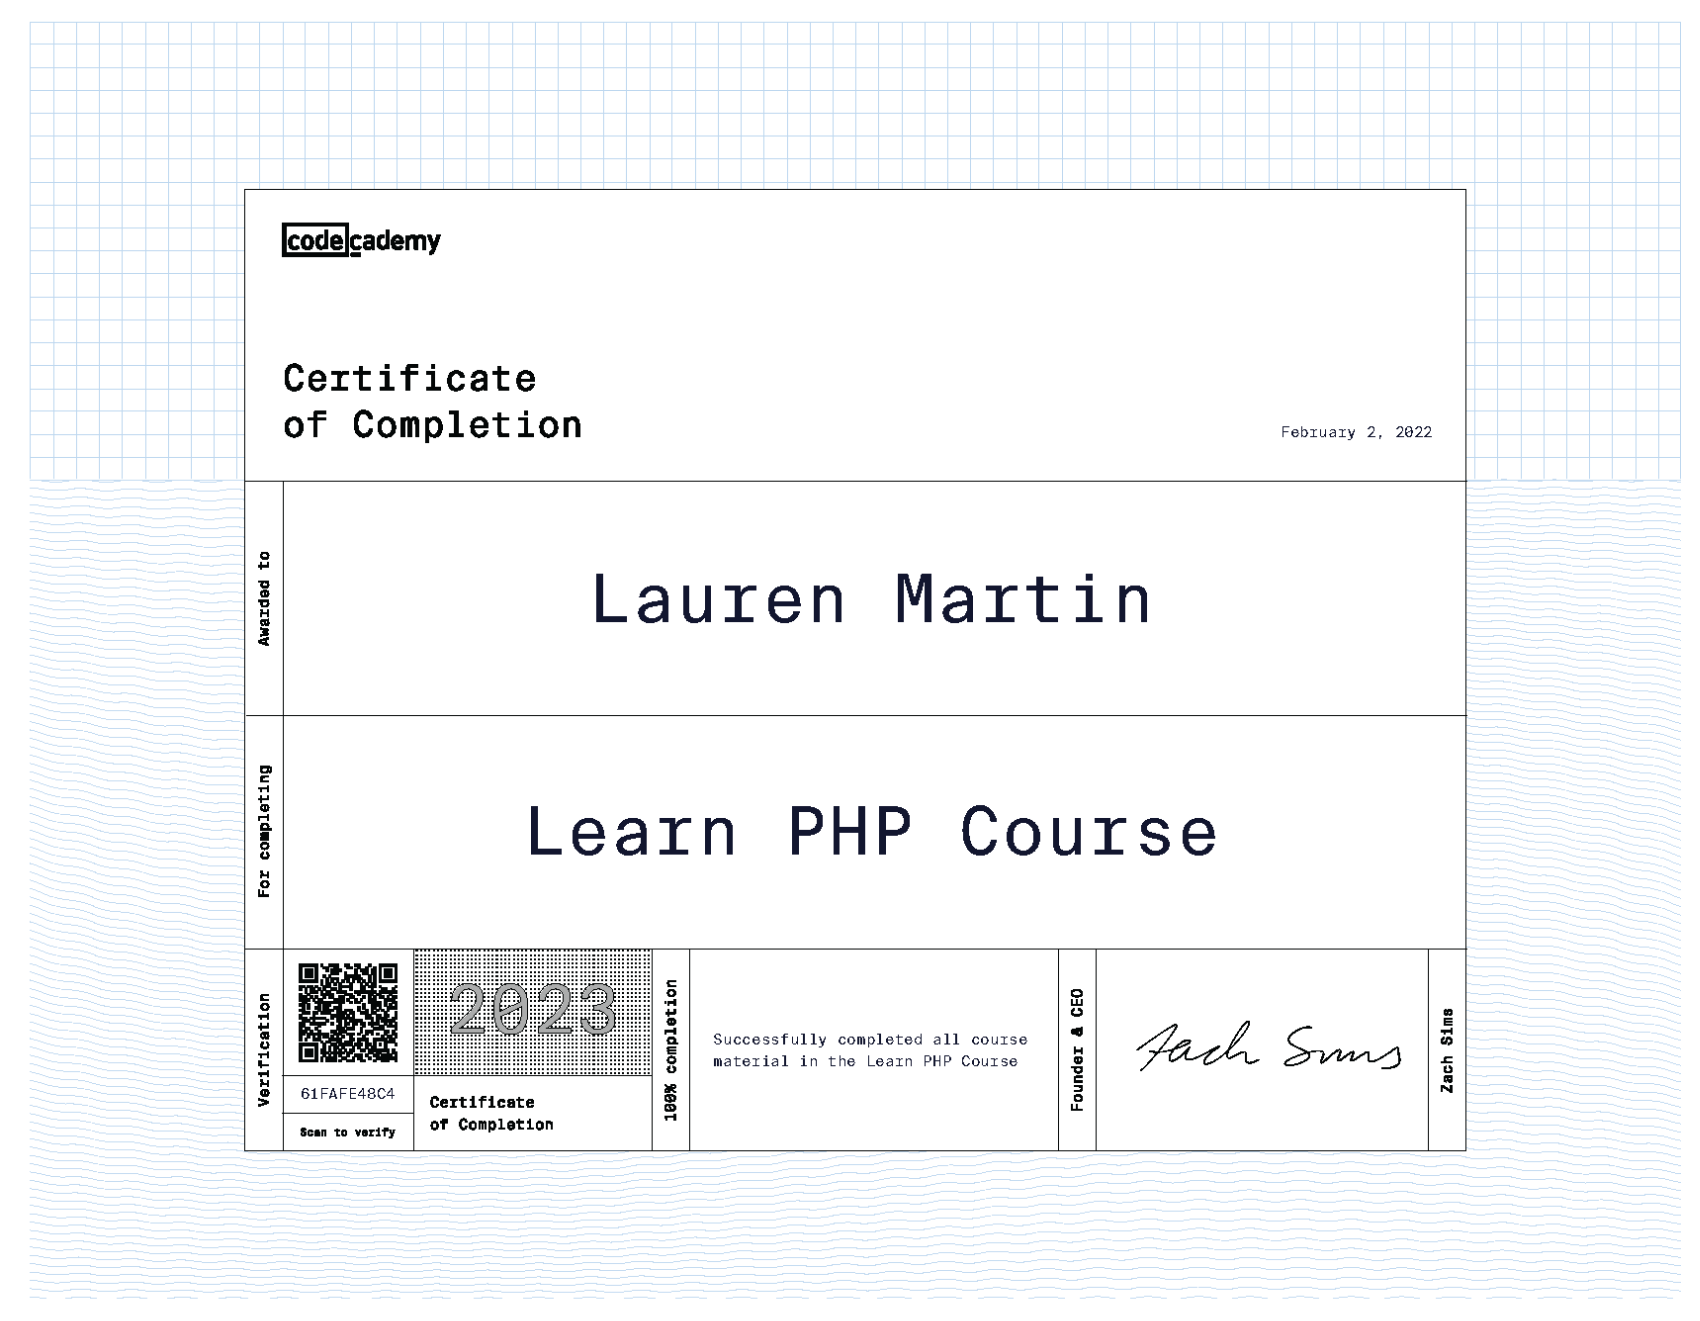 codecademy
Certificate
of Completion
February 2, 2022
Awarded to
Lauren Martin
For completing
Learn PHP Course
Verification
61FAFE48C4
Scan to verify
2023
Certificate
of Completion
100% completion
Successfully completed all course
material in the Learn PHP Course
Founder & CEO
Zach Sims
Zach Sims